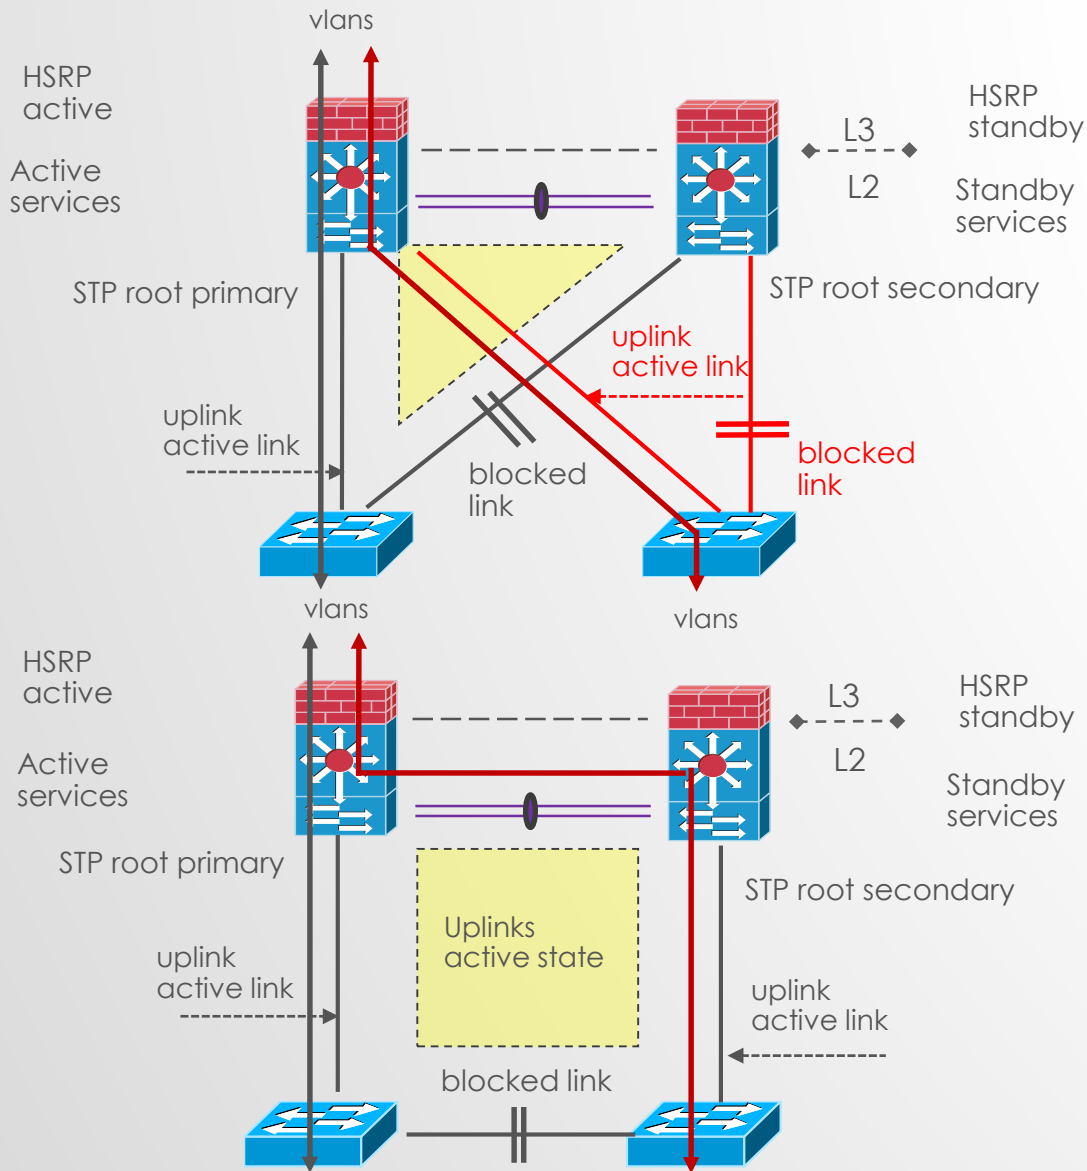 vlans
HSRP
active
HSRP
standby
L3
Active
services
L2
Standby
services
STP root primary
STP root secondary
uplink
active link
uplink
active link
blocked
link
blocked
link
vlans
vlans
HSRP
active
HSRP
standby
L3
Active
services
L2
Standby
services
STP root primary
STP root secondary
Uplinks
active state
uplink
active link
uplink
active link
blocked link